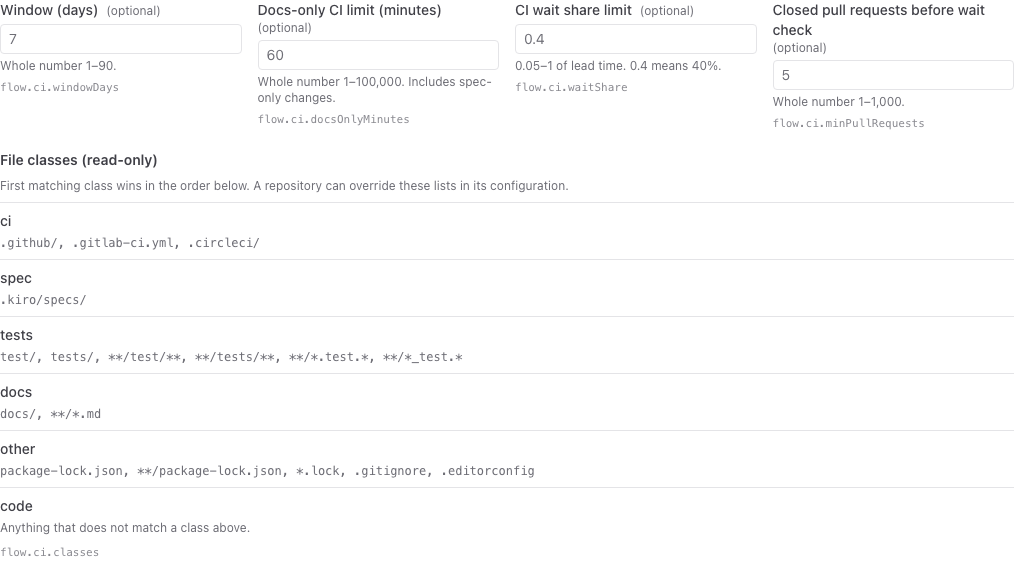 Window (days) (optional)
7
Whole number 1–90.
flow.ci.windowDays
Docs-only CI limit (minutes)
(optional)
60
Whole number 1–100,000. Includes spec-
only changes.
flow.ci.docsOnlyMinutes
CI wait share limit (optional)
0.4
0.05–1 of lead time. 0.4 means 40%.
flow.ci.waitShare
Closed pull requests before wait
check
(optional)
5
Whole number 1–1,000.
flow.ci.minPullRequests
File classes (read-only)
First matching class wins in the order below. A repository can override these lists in its configuration.
ci
.github/, .gitlab-ci.yml, .circleci/
spec
.kiro/specs/
tests
test/, tests/, **/test/**, **/tests/**, **/*.test.*, **/*_test.*
docs
docs/, **/*.md
other
package-lock.json, **/package-lock.json, *.lock, .gitignore, .editorconfig
code
Anything that does not match a class above.
flow.ci.classes